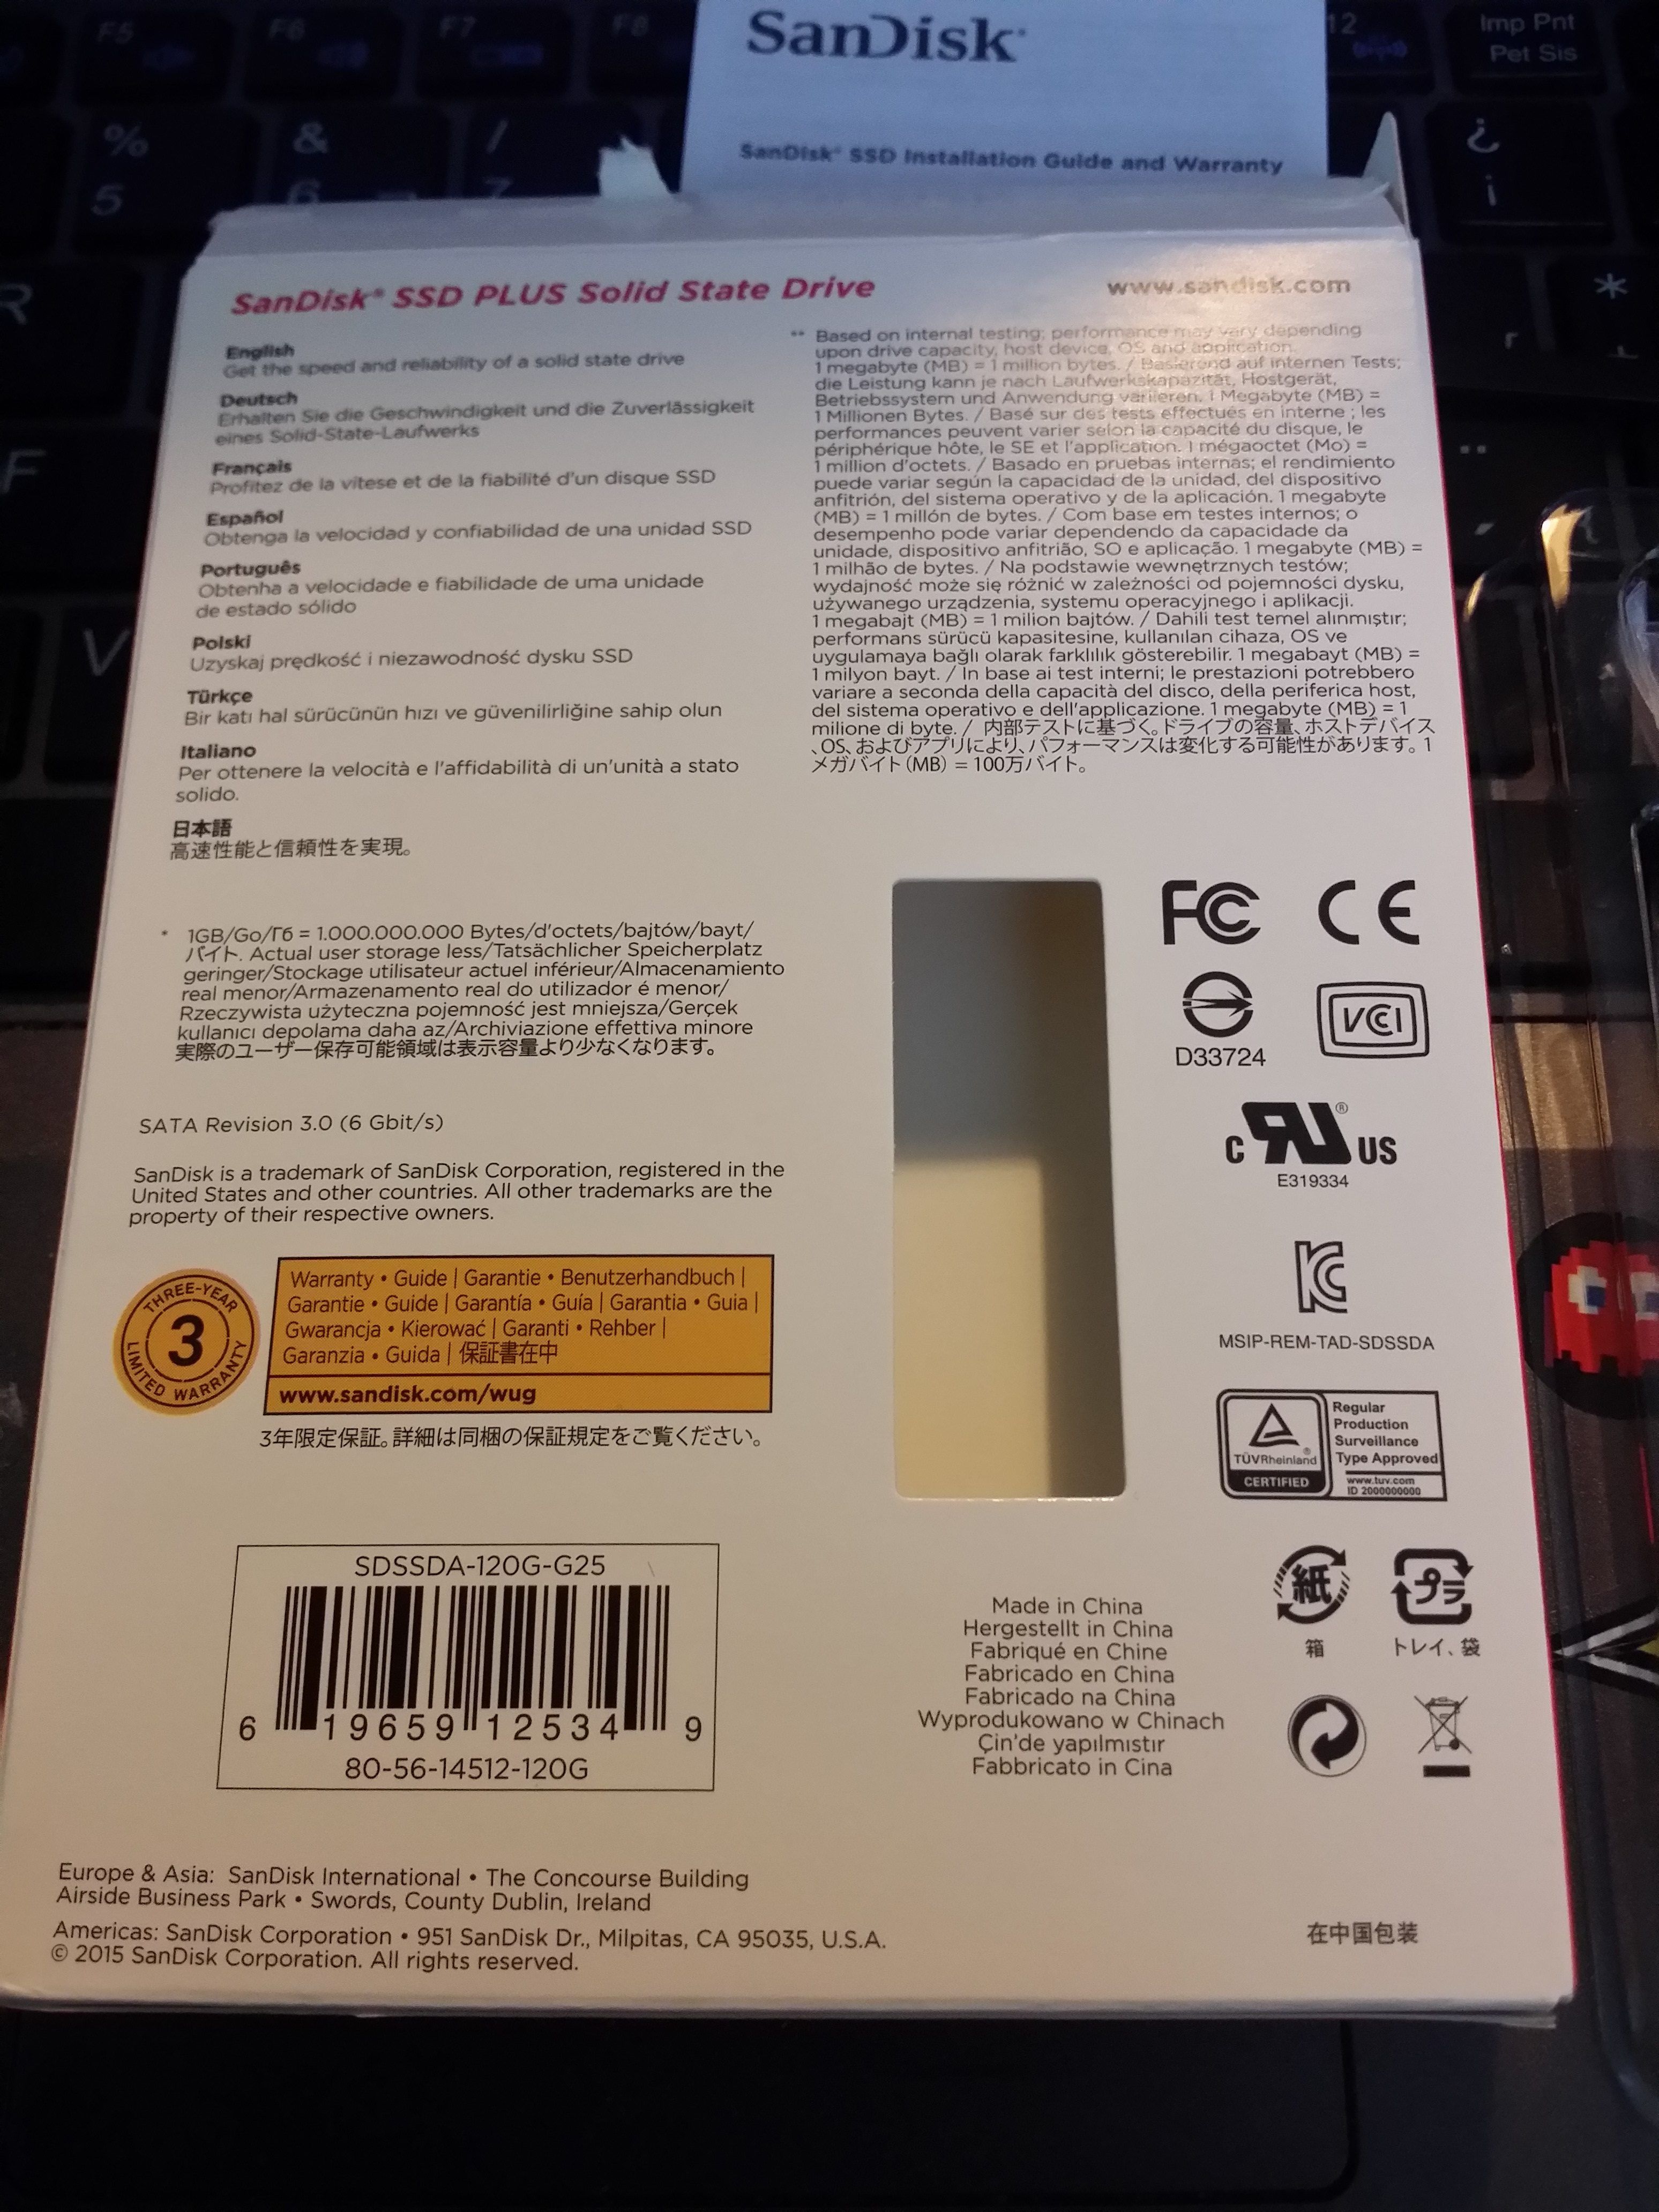 F5
F6
F7
F8
12
Imp Pnt
Pet Sis
%
5
&
6
¬
/
7
¿
¡
R
*
F
V
SanDisk®
SanDisk® SSD Installation Guide and Warranty
SanDisk® SSD PLUS Solid State Drive
www.sandisk.com
English
Get the speed and reliability of a solid state drive
Deutsch
Erhalten Sie die Geschwindigkeit und die Zuverlässigkeit
eines Solid-State-Laufwerks
Français
Profitez de la vitese et de la fiabilité d'un disque SSD
Español
Obtenga la velocidad y confiabilidad de una unidad SSD
Português
Obtenha a velocidade e fiabilidade de uma unidade
de estado sólido
Polski
Uzyskaj prędkość i niezawodność dysku SSD
Türkçe
Bir katı hal sürücünün hızı ve güvenilirliğine sahip olun
Italiano
Per ottenere la velocità e l'affidabilità di un'unità a stato
solido.
日本語
高速性能と信頼性を実現。
** Based on internal testing; performance may vary depending
upon drive capacity, host device, OS and application.
1 megabyte (MB) = 1 million bytes. / Basierend auf internen Tests;
die Leistung kann je nach Laufwerkskapazität, Hostgerät,
Betriebssystem und Anwendung variieren. 1 Megabyte (MB) =
1 Millionen Bytes. / Basé sur des tests effectués en interne ; les
performances peuvent varier selon la capacité du disque, le
périphérique hôte, le SE et l'application. 1 mégaoctet (Mo) =
1 million d'octets. / Basado en pruebas internas; el rendimiento
puede variar según la capacidad de la unidad, del dispositivo
anfitrión, del sistema operativo y de la aplicación. 1 megabyte
(MB) = 1 millón de bytes. / Com base em testes internos; o
desempenho pode variar dependendo da capacidade da
unidade, dispositivo anfitrião, SO e aplicação. 1 megabyte (MB) =
1 milhão de bytes. / Na podstawie wewnętrznych testów;
wydajność może się różnić w zależności od pojemności dysku,
używanego urządzenia, systemu operacyjnego i aplikacji.
1 megabajt (MB) = 1 milion bajtów. / Dahili test temel alınmıştır;
performans sürücü kapasitesine, kullanılan cihaza, OS ve
uygulamaya bağlı olarak farklılık gösterebilir. 1 megabayt (MB) =
1 milyon bayt. / In base ai test interni; le prestazioni potrebbero
variare a seconda della capacità del disco, della periferica host,
del sistema operativo e dell'applicazione. 1 megabyte (MB) = 1
milione di byte. / 内部テストに基づく。ドライブの容量、ホストデバイス
、OS、およびアプリにより、パフォーマンスは変化する可能性があります。1
メガバイト (MB) = 100万バイト。
* 1GB/Go/Гб = 1.000.000.000 Bytes/d'octets/bajtów/bayt/
バイト. Actual user storage less/Tatsächlicher Speicherplatz
geringer/Stockage utilisateur actuel inférieur/Almacenamiento
real menor/Armazenamento real do utilizador é menor/
Rzeczywista użyteczna pojemność jest mniejsza/Gerçek
kullanıcı depolama daha az/Archiviazione effettiva minore
実際のユーザー保存可能領域は表示容量より少なくなります。
SATA Revision 3.0 (6 Gbit/s)
SanDisk is a trademark of SanDisk Corporation, registered in the
United States and other countries. All other trademarks are the
property of their respective owners.
THREE-YEAR
3
LIMITED WARRANTY
Warranty • Guide | Garantie • Benutzerhandbuch |
Garantie • Guide | Garantía • Guía | Garantia • Guia |
Gwarancja • Kierować | Garanti • Rehber |
Garanzia • Guida | 保証書在中
www.sandisk.com/wug
3年限定保証。詳細は同梱の保証規定をご覧ください。
FC CE
D33724
VCI
c RU® US
E319334
KC
MSIP-REM-TAD-SDSSDA
TÜVRheinland®
CERTIFIED
Regular
Production
Surveillance
Type Approved
www.tuv.com
ID 2000000000
SDSSDA-120G-G25
6 19659 12534 9
80-56-14512-120G
Made in China
Hergestellt in China
Fabriqué en Chine
Fabricado en China
Fabricado na China
Wyprodukowano w Chinach
Çin'de yapılmıstır
Fabbricato in Cina
紙
箱
プラ
トレイ、袋
Europe & Asia: SanDisk International • The Concourse Building
Airside Business Park • Swords, County Dublin, Ireland
Americas: SanDisk Corporation • 951 SanDisk Dr., Milpitas, CA 95035, U.S.A.
© 2015 SanDisk Corporation. All rights reserved.
在中国包装